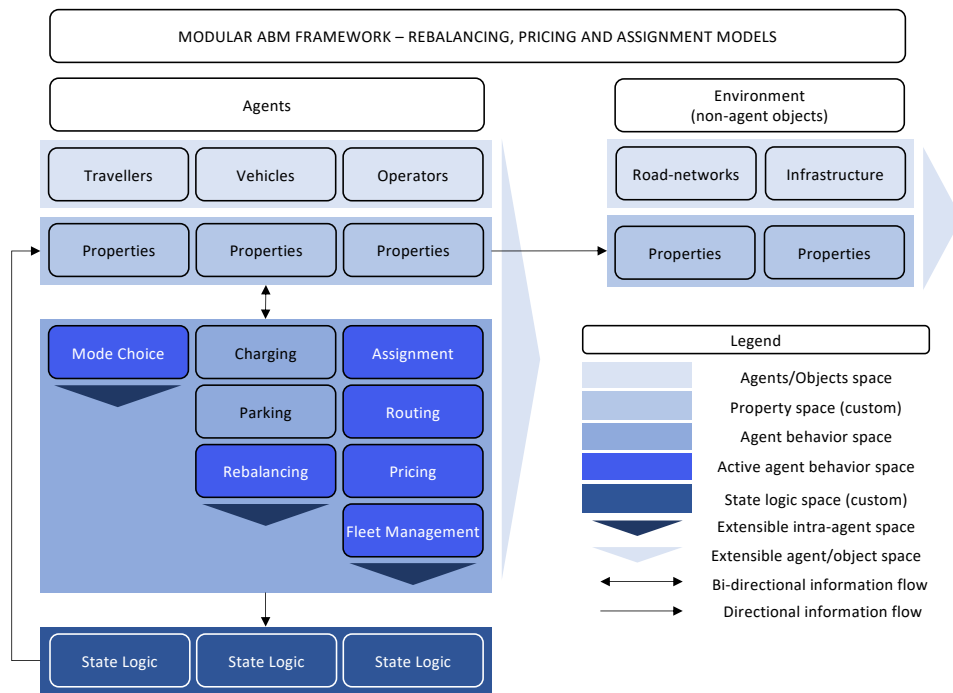 MODULAR ABM FRAMEWORK – REBALANCING, PRICING AND ASSIGNMENT MODELS
Agents
Environment
(non-agent objects)
Travellers
Vehicles
Operators
Road-networks
Infrastructure
Properties
Properties
Properties
Properties
Properties
Mode Choice
Charging
Assignment
Parking
Routing
Rebalancing
Pricing
Fleet Management
State Logic
State Logic
State Logic
Legend
Agents/Objects space
Property space (custom)
Agent behavior space
Active agent behavior space
State logic space (custom)
Extensible intra-agent space
Extensible agent/object space
Bi-directional information flow
Directional information flow